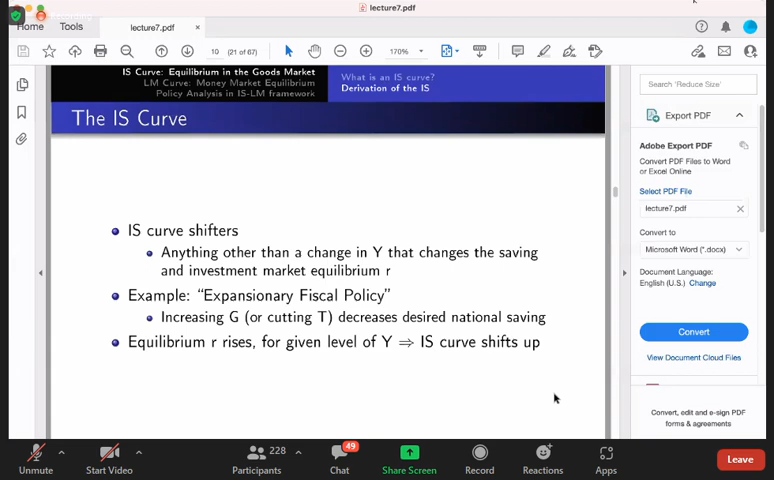 lecture7.pdf
Home
Tools
lecture7.pdf
×
10
(21 of 67)
170%
IS Curve: Equilibrium in the Goods Market
LM Curve: Money Market Equilibrium
Policy Analysis in IS-LM framework
What is an IS curve?
Derivation of the IS
The IS Curve
IS curve shifters
Anything other than a change in Y that changes the saving
and investment market equilibrium r
Example: “Expansionary Fiscal Policy”
Increasing G (or cutting T) decreases desired national saving
Equilibrium r rises, for given level of Y ⇒ IS curve shifts up
Search 'Reduce Size'
Export PDF
Adobe Export PDF
Convert PDF Files to Word
or Excel Online
Select PDF File
lecture7.pdf
Convert to
Microsoft Word (*.docx)
Document Language:
English (U.S.) Change
Convert
View Document Cloud Files
Convert, edit and e-sign PDF
forms & agreements
Unmute
Start Video
228
Participants
49
Chat
Share Screen
Record
Reactions
Apps
Leave